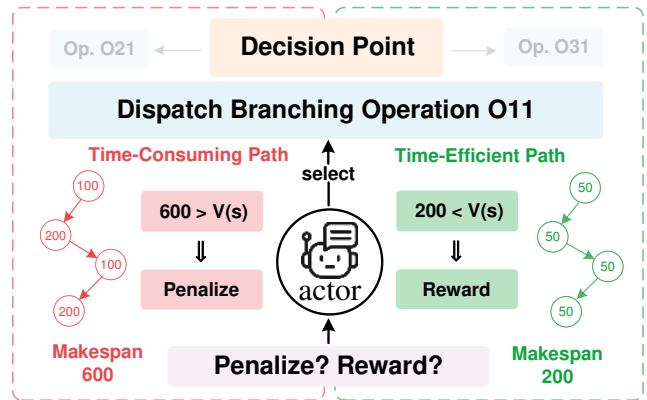 Op. O21
Decision Point
Op. O31
Dispatch Branching Operation O11
Time-Consuming Path
Time-Efficient Path
select
100
200
100
200
600 > V(s)
⇓
Penalize
actor
200 < V(s)
⇓
Reward
50
50
50
50
Makespan
600
Penalize? Reward?
Makespan
200